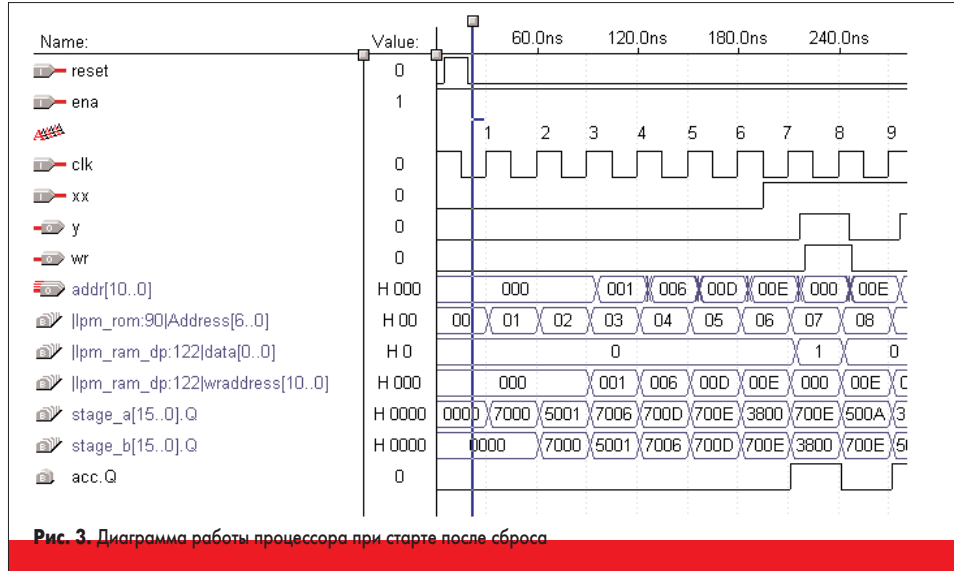 60.0ns 120.0ns 180.0ns 240.0ns
Name: Value:
reset 0
ena 1
1 2 3 4 5 6 7 8 9
clk 0
xx 0
y 0
wr 0
addr[10..0] H 000 000 001 006 00D 00E 000 00E
|lpm_rom:90|Address[6..0] H 00 00 01 02 03 04 05 06 07 08
|lpm_ram_dp:122|data[0..0] H 0 0 1 0
|lpm_ram_dp:122|wraddress[10..0] H 000 000 001 006 00D 00E 000 00E
stage_a[15..0].Q H 0000 0000 7000 5001 7006 700D 700E 3800 700E 500A 3
stage_b[15..0].Q H 0000 0000 7000 5001 7006 700D 700E 3800 700E
acc.Q 0
Рис. 3. Диаграмма работы процессора при старте после сброса